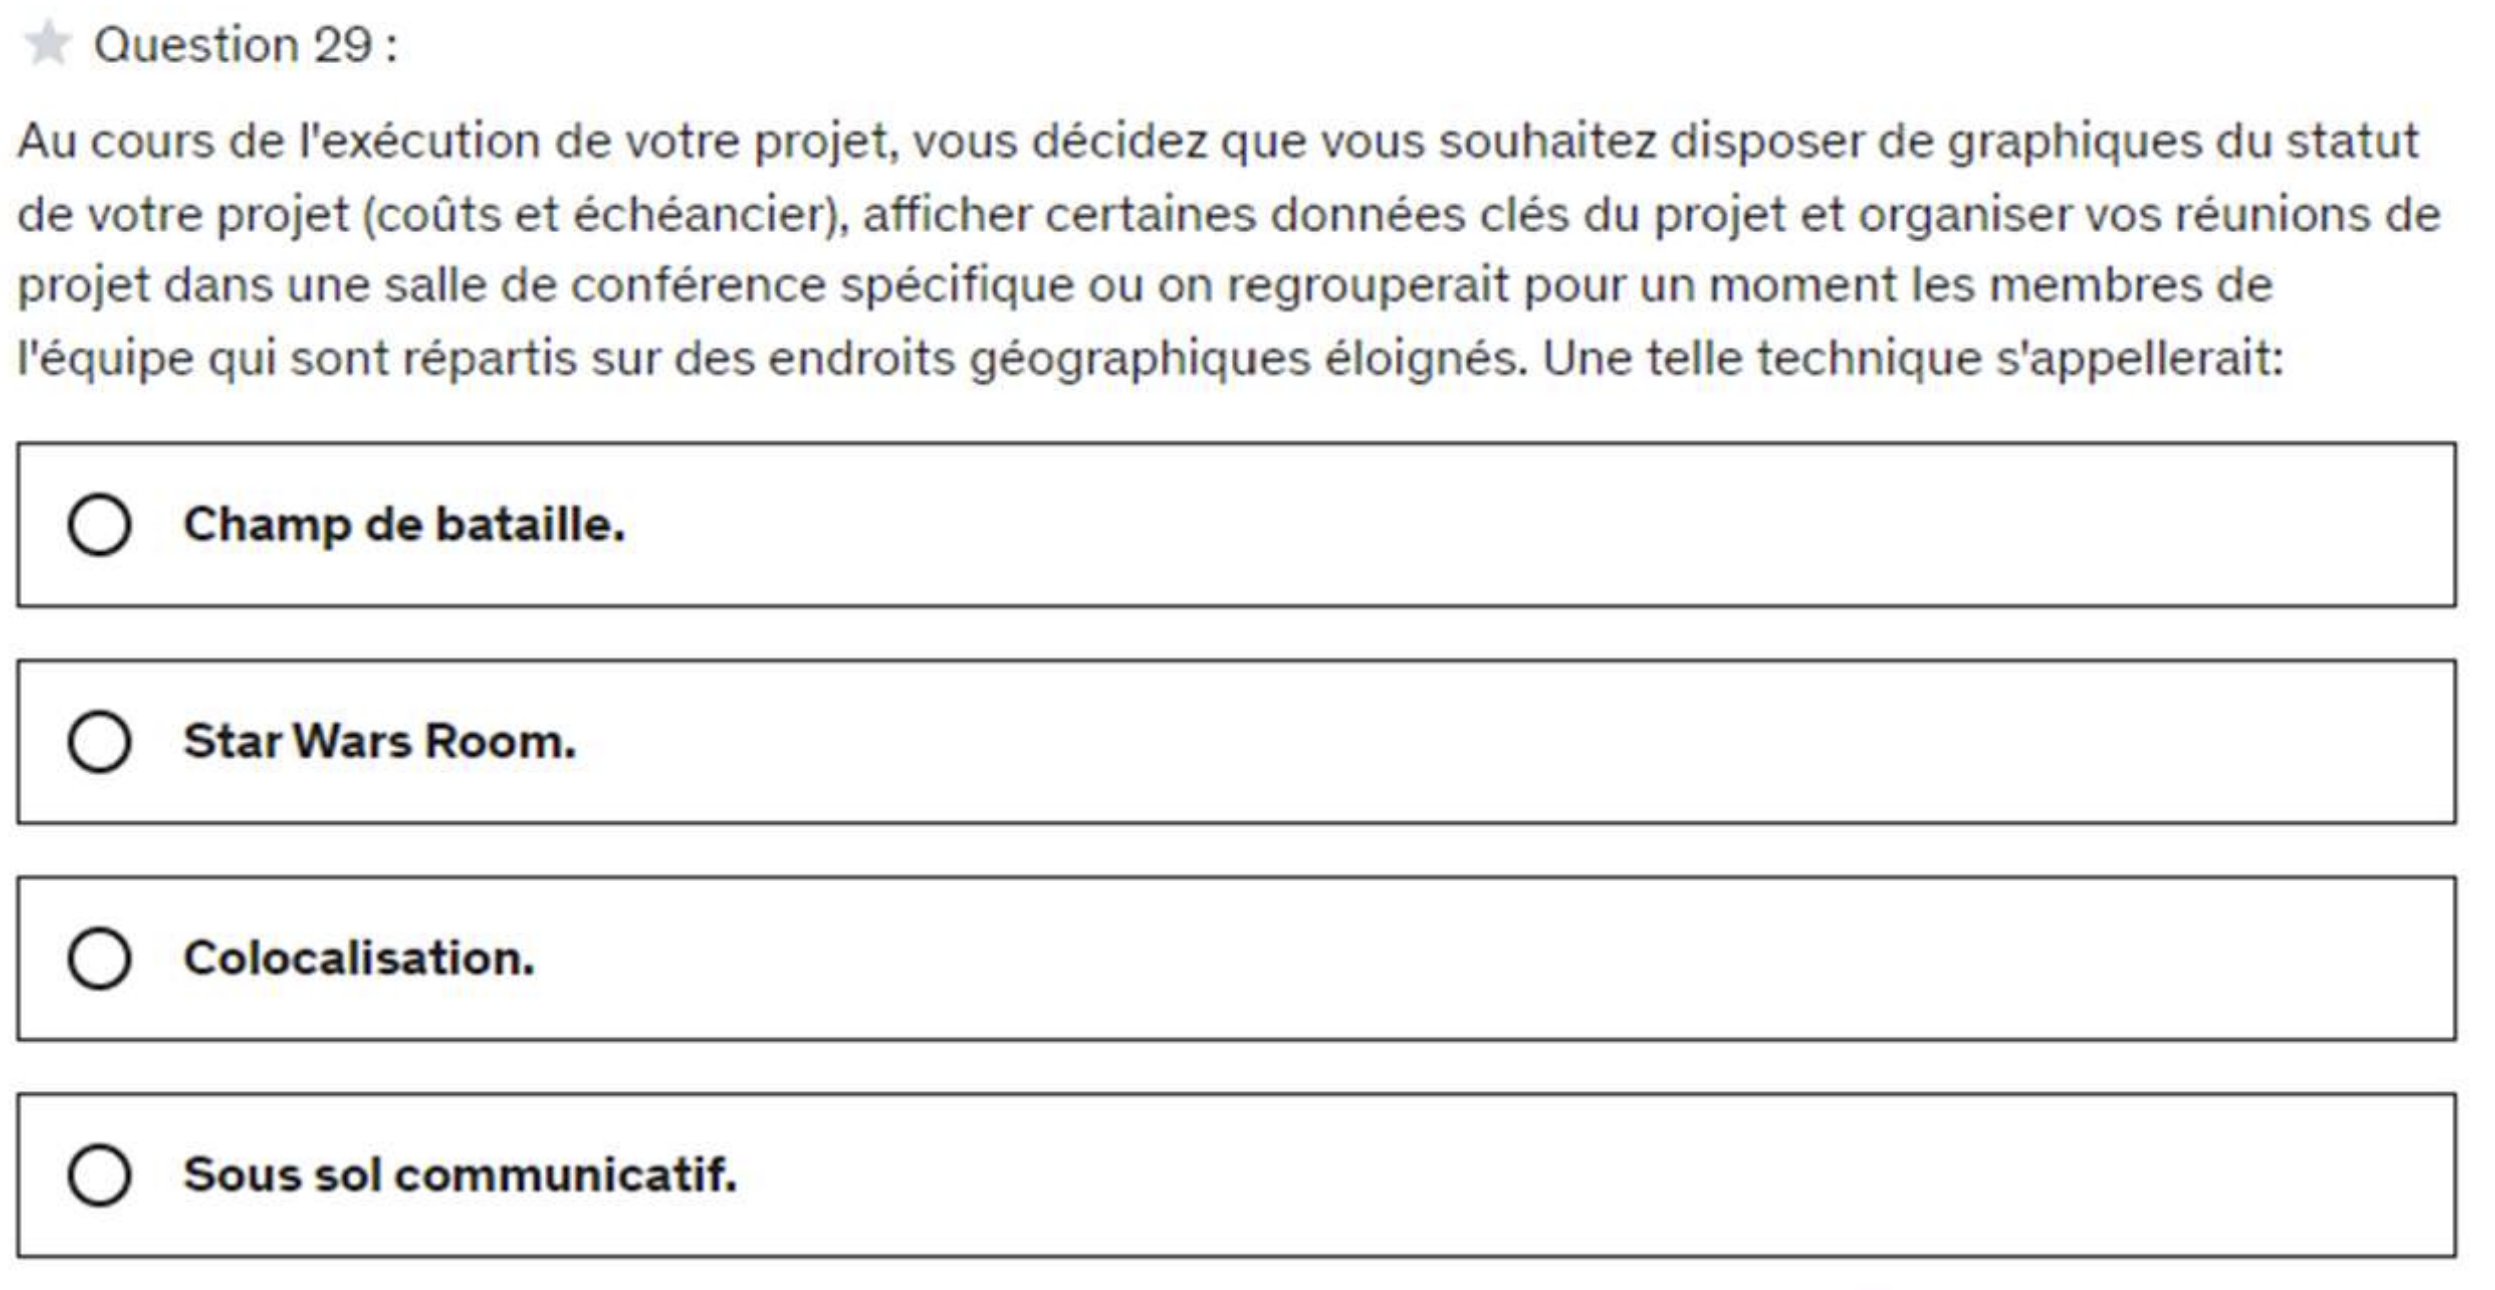 Question 29 :
Au cours de l'exécution de votre projet, vous décidez que vous souhaitez disposer de graphiques du statut
de votre projet (coûts et échéancier), afficher certaines données clés du projet et organiser vos réunions de
projet dans une salle de conférence spécifique ou on regrouperait pour un moment les membres de
l'équipe qui sont répartis sur des endroits géographiques éloignés. Une telle technique s'appellerait:
Champ de bataille.
Star Wars Room.
Colocalisation.
Sous sol communicatif.